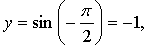 y = sin(−π/2) = −1,